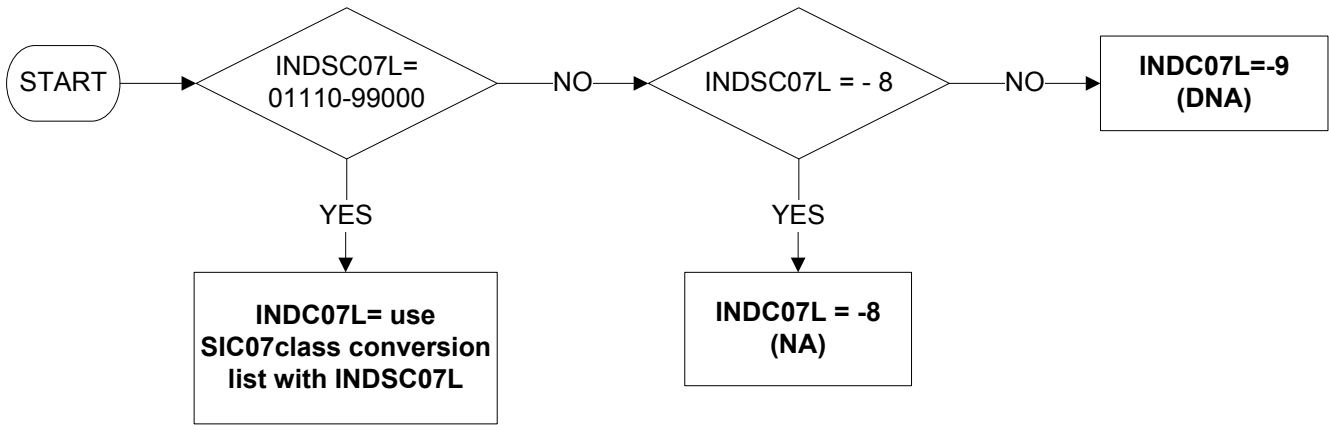 START
INDSC07L=
01110-99000
NO
INDSC07L = - 8
NO
INDC07L=-9
(DNA)
YES
YES
INDC07L= use
SIC07class conversion
list with INDSC07L
INDC07L = -8
(NA)